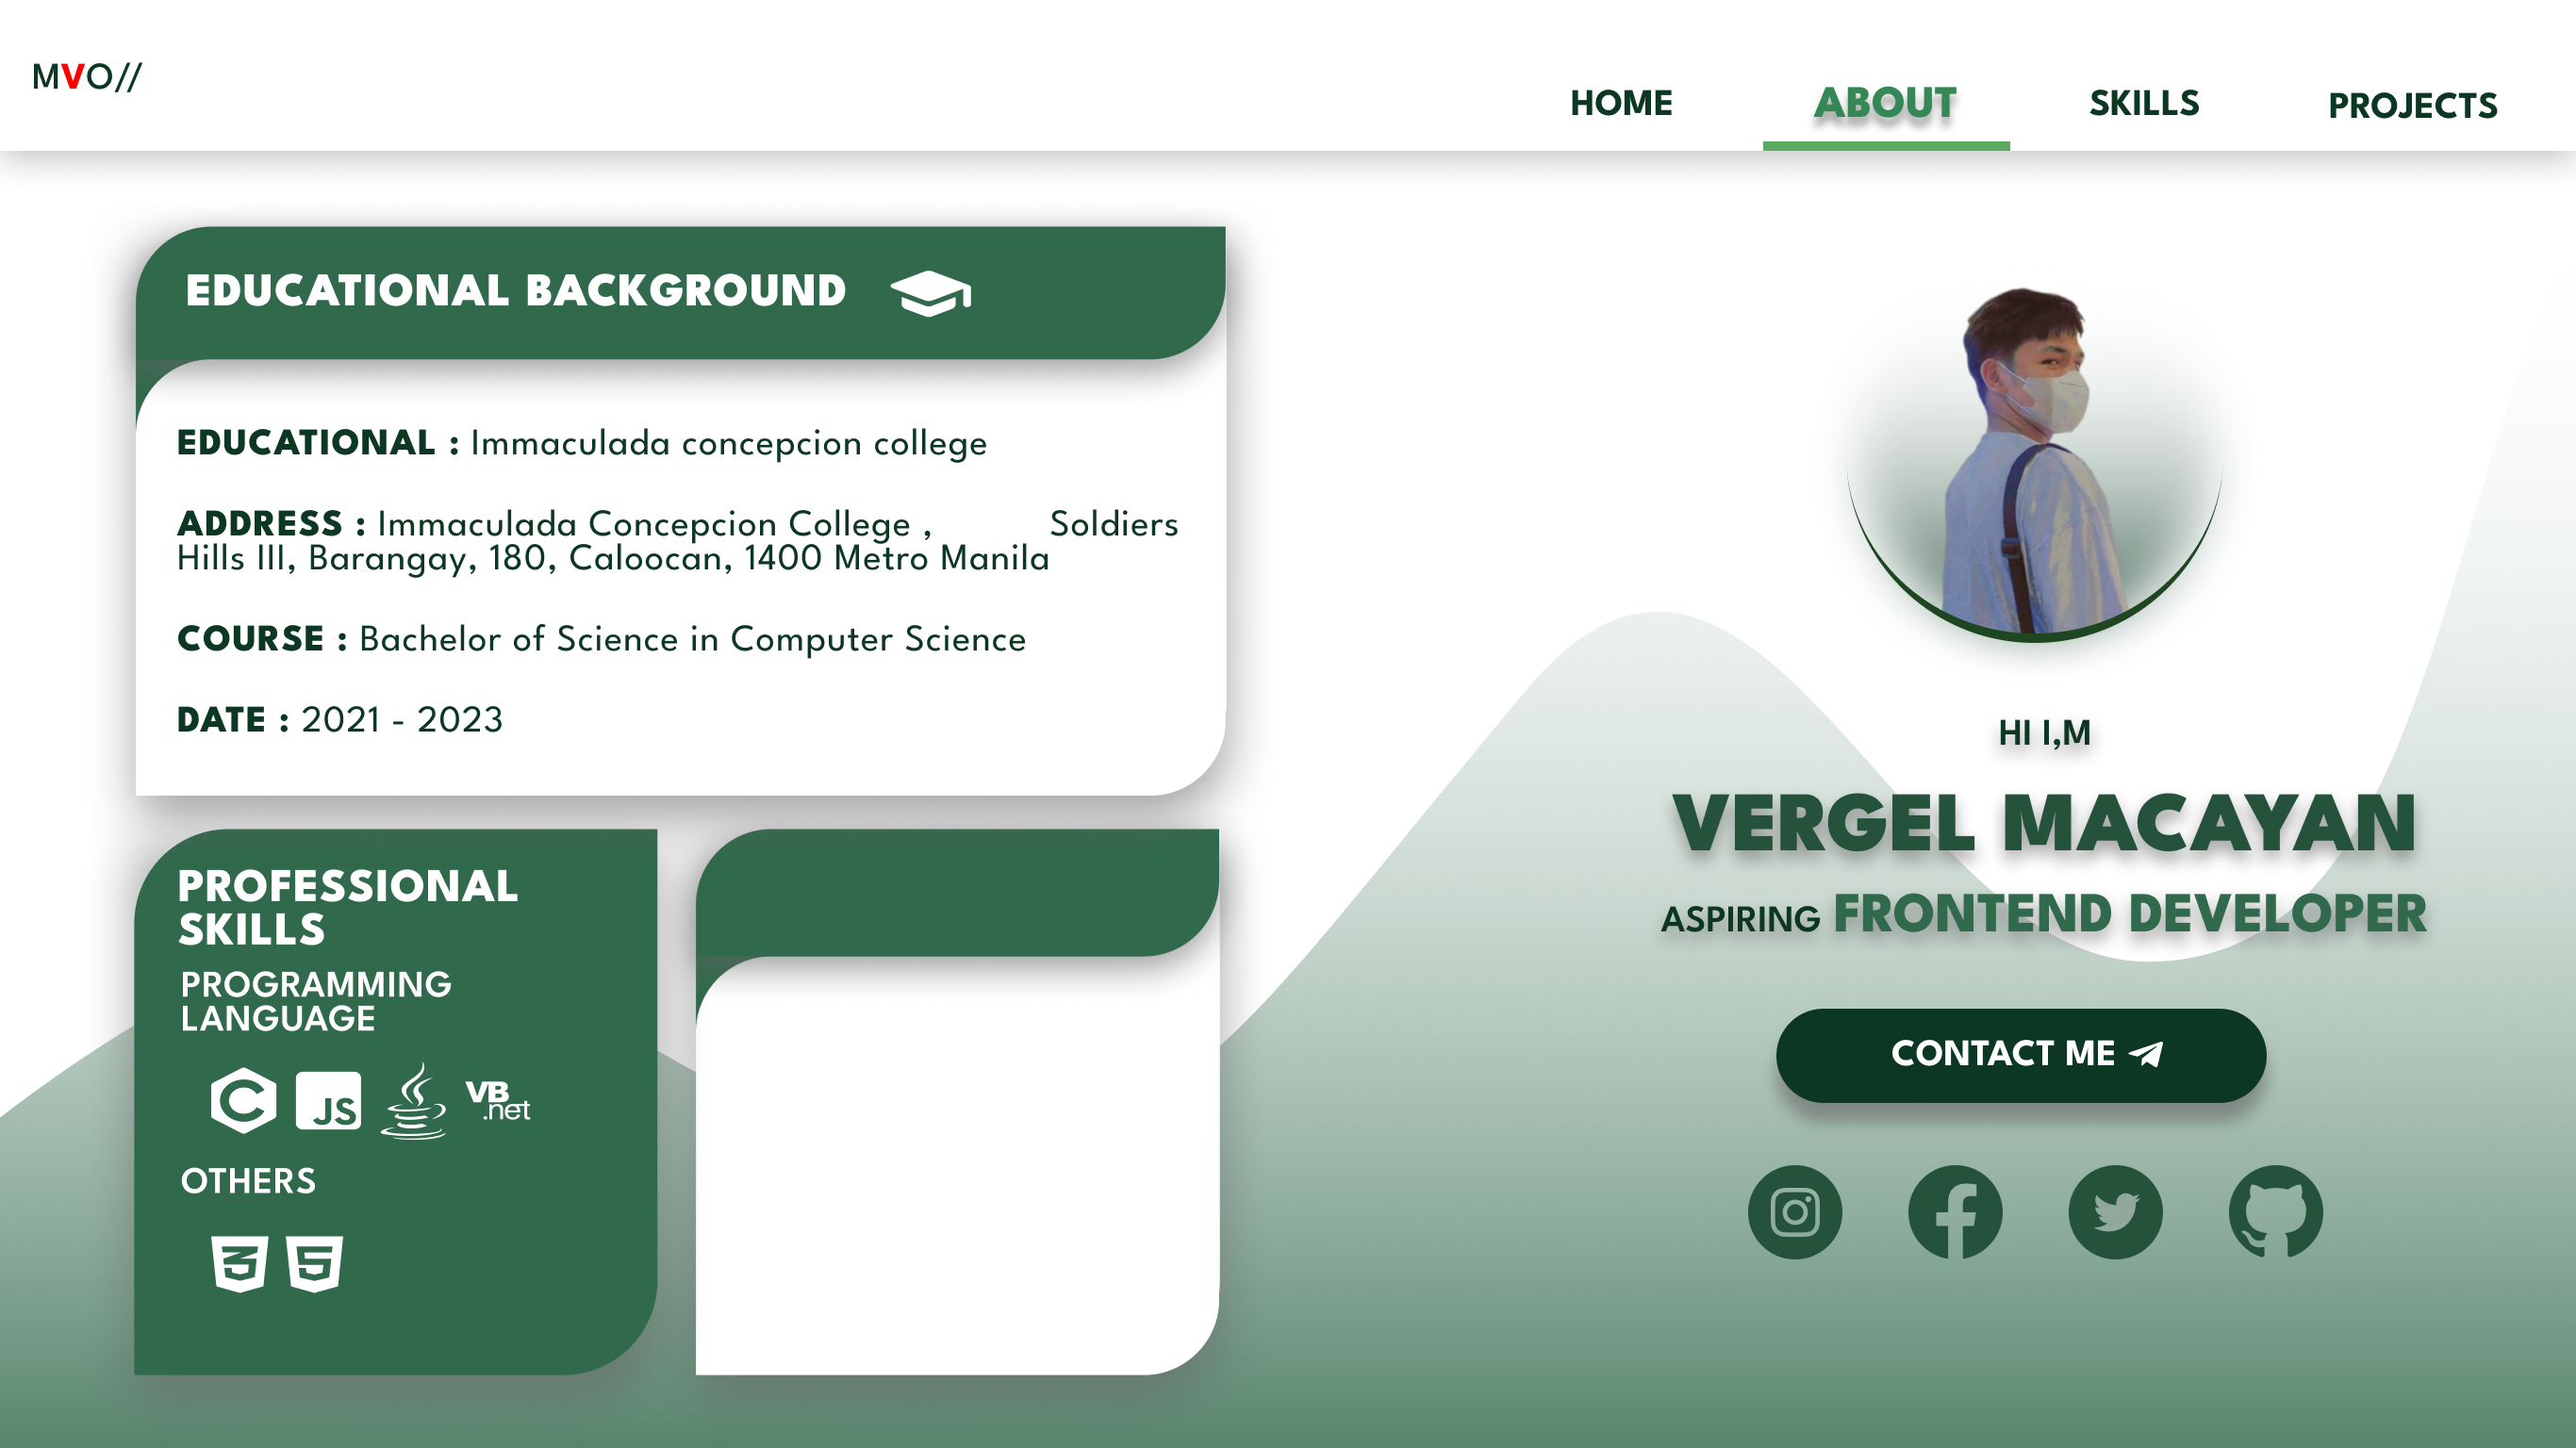 MVO//
HOME ABOUT SKILLS PROJECTS
EDUCATIONAL BACKGROUND
EDUCATIONAL : Immaculada concepcion college
ADDRESS : Immaculada Concepcion College , Soldiers
Hills III, Barangay, 180, Caloocan, 1400 Metro Manila
COURSE : Bachelor of Science in Computer Science
DATE : 2021 - 2023
PROFESSIONAL
SKILLS
PROGRAMMING
LANGUAGE
C JS VB
.net
OTHERS
3 5
HI I,M
VERGEL MACAYAN
ASPIRING FRONTEND DEVELOPER
CONTACT ME